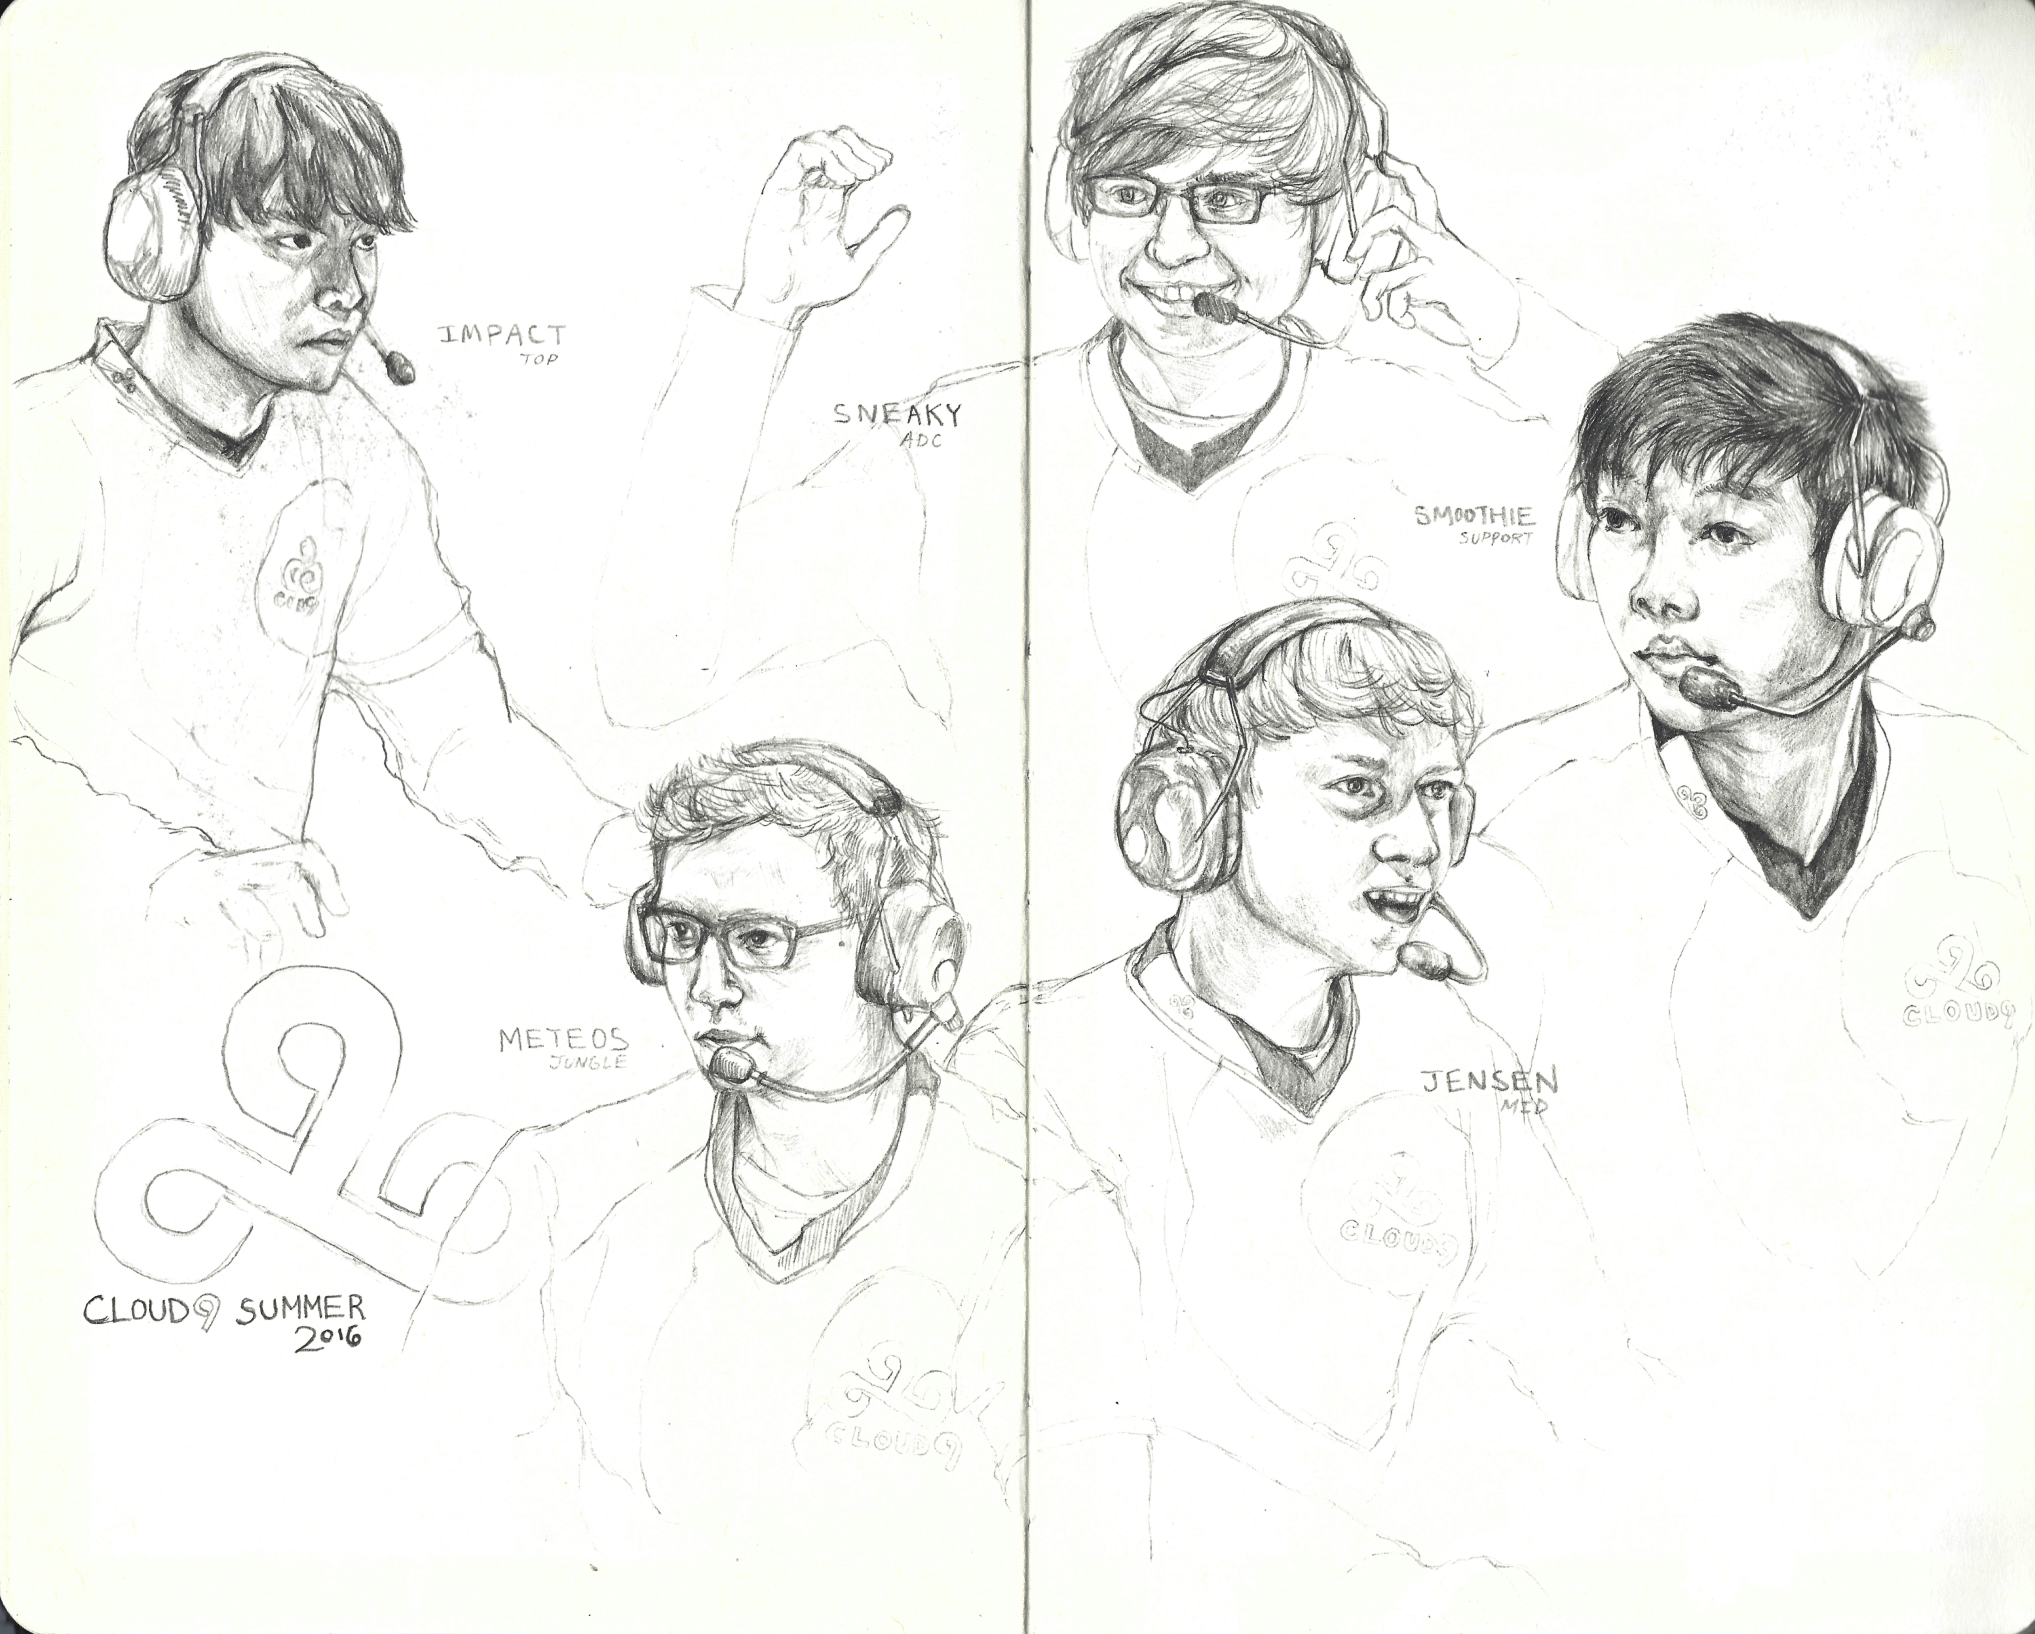 IMPACT
TOP
SNEAKY
ADC
SMOOTHIE
SUPPORT
CLOUD9
METEOS
JUNGLE
CLOUD9
JENSEN
MID
CLOUD9
CLOUD9 SUMMER
2016
CLOUD9